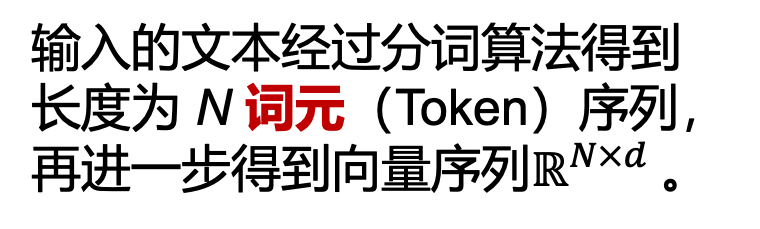 输入的文本经过分词算法得到
长度为 N 词元（Token）序列，
再进一步得到向量序列ℝ^{N×d} 。